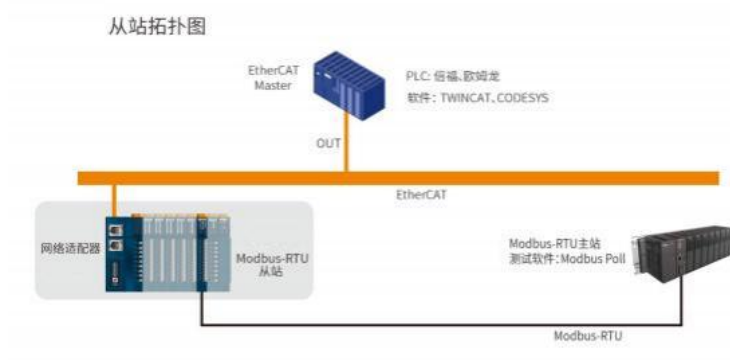 从站拓扑图
EtherCAT
Master
PLC: 倍福、欧姆龙
软件：TWINCAT、CODESYS
OUT
EtherCAT
网络适配器
Modbus-RTU
从站
Modbus-RTU主站
测试软件：Modbus Poll
Modbus-RTU